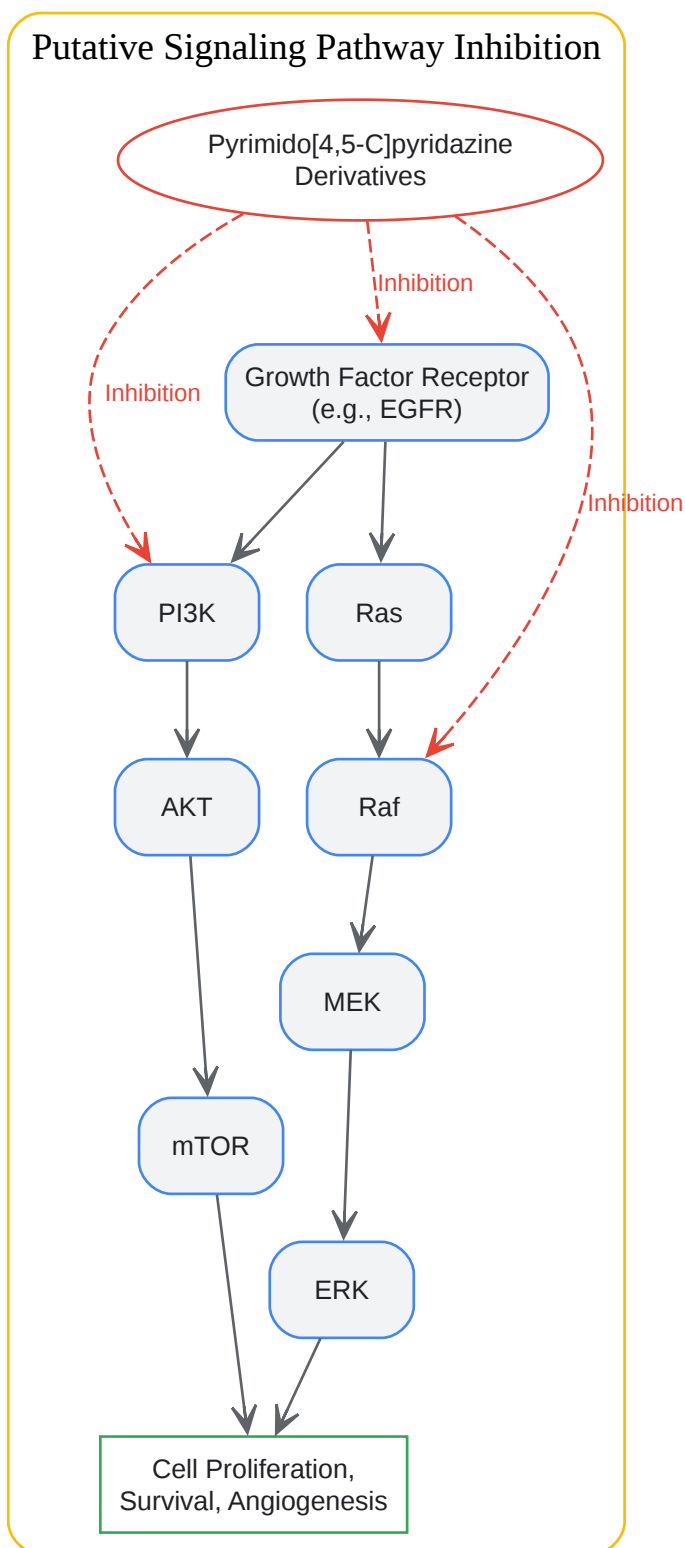 Putative Signaling Pathway Inhibition
Pyrimido[4,5-C]pyridazine
Derivatives
Inhibition
Growth Factor Receptor
(e.g., EGFR)
Inhibition
Inhibition
PI3K
Ras
AKT
Raf
MEK
mTOR
ERK
Cell Proliferation,
Survival, Angiogenesis